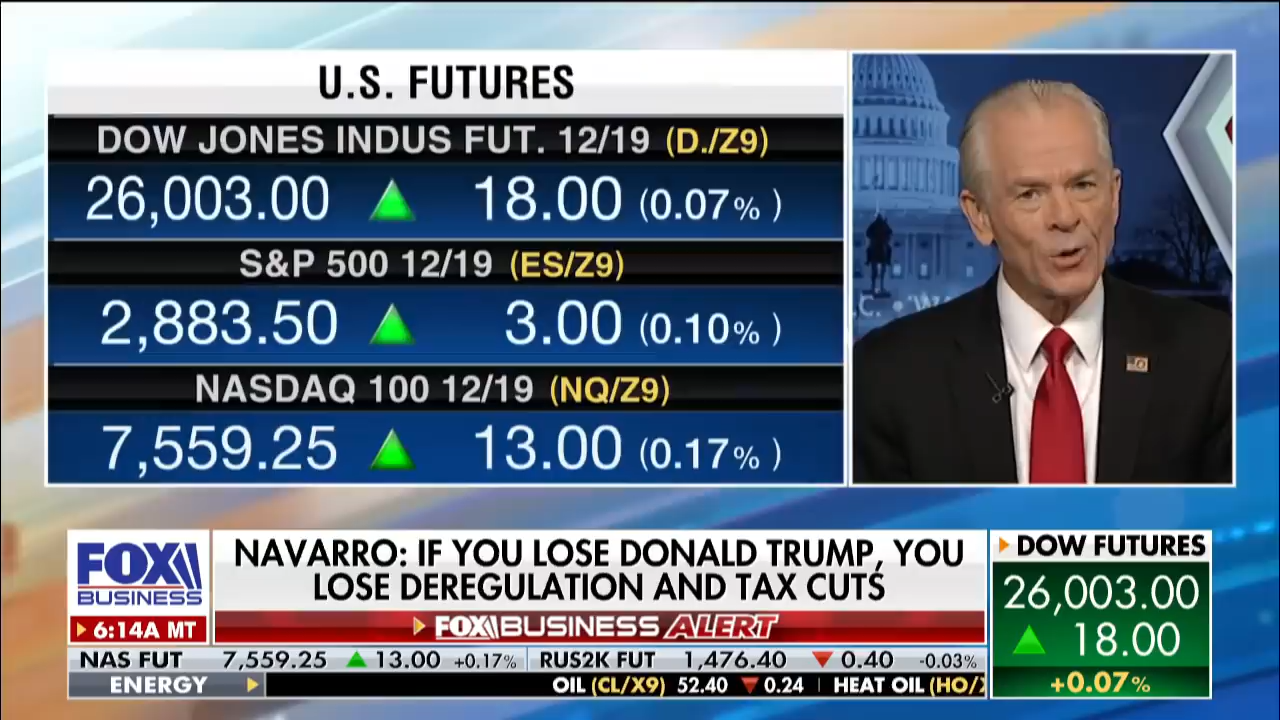 U.S. FUTURES
DOW JONES INDUS FUT. 12/19 (D./Z9)
26,003.00 ▲ 18.00 (0.07%)
S&P 500 12/19 (ES/Z9)
2,883.50 ▲ 3.00 (0.10%)
NASDAQ 100 12/19 (NQ/Z9)
7,559.25 ▲ 13.00 (0.17%)
FOX
BUSINESS
6:14A MT
NAVARRO: IF YOU LOSE DONALD TRUMP, YOU
LOSE DEREGULATION AND TAX CUTS
FOX BUSINESS ALERT
DOW FUTURES
26,003.00
▲ 18.00
+0.07%
NAS FUT 7,559.25 ▲ 13.00 +0.17% RUS2K FUT 1,476.40 ▼ 0.40 -0.03%
ENERGY OIL (CL/X9) 52.40 ▼ 0.24 | HEAT OIL (HO/